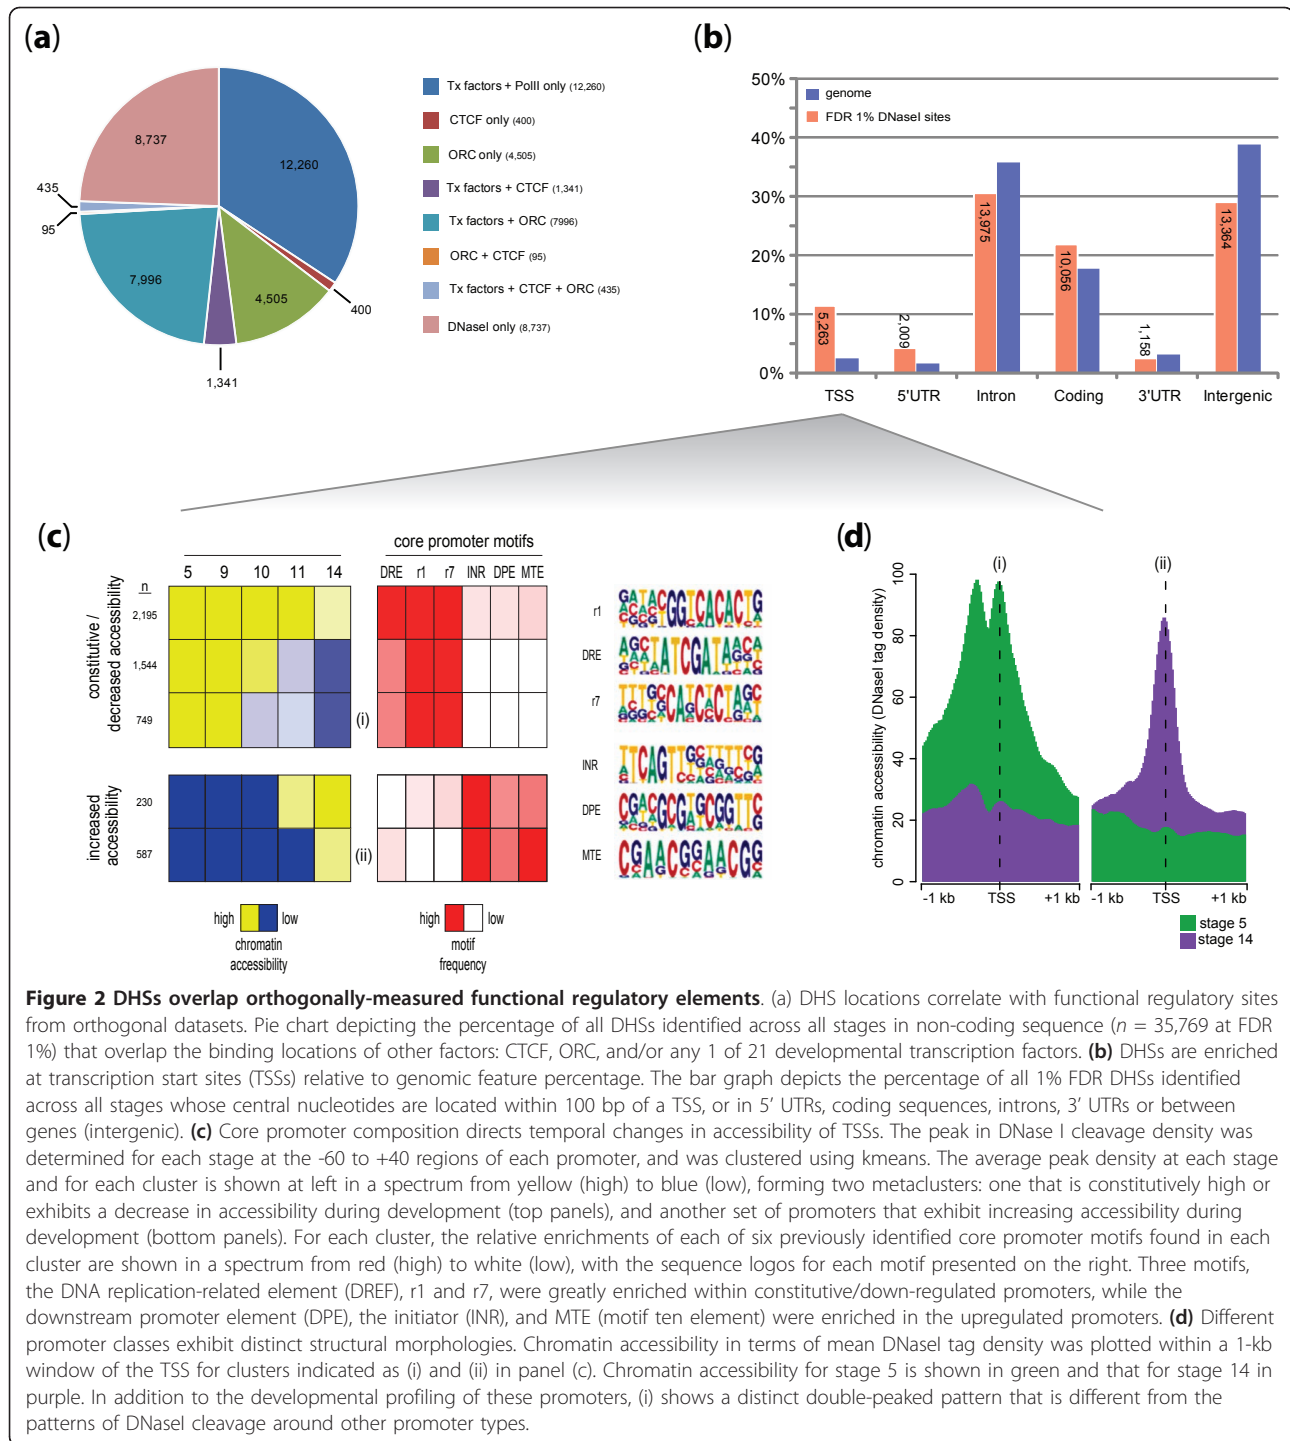 (a)
8,737
12,260
435
95
7,996
4,505
400
1,341
Tx factors + PolII only (12,260)
CTCF only (400)
ORC only (4,505)
Tx factors + CTCF (1,341)
Tx factors + ORC (7996)
ORC + CTCF (95)
Tx factors + CTCF + ORC (435)
DNaseI only (8,737)
(b)
50%
40%
30%
20%
10%
0%
genome
FDR 1% DNaseI sites
5,263
2,009
13,975
10,056
1,158
13,364
TSS 5'UTR Intron Coding 3'UTR Intergenic
(c)
core promoter motifs
5 9 10 11 14
DRE r1 r7 INR DPE MTE
n
2,195
1,544
749
constitutive /
decreased accessibility
(i)
230
587
increased
accessibility
(ii)
high low
chromatin
accessibility
high low
motif
frequency
r1
DRE
r7
INR
DPE
MTE
(d)
(i) (ii)
chromatin accessibility (DNaseI tag density)
100
80
60
40
20
0
-1 kb TSS +1 kb
-1 kb TSS +1 kb
stage 5
stage 14
Figure 2 DHSs overlap orthogonally-measured functional regulatory elements. (a) DHS locations correlate with functional regulatory sites
from orthogonal datasets. Pie chart depicting the percentage of all DHSs identified across all stages in non-coding sequence (n = 35,769 at FDR
1%) that overlap the binding locations of other factors: CTCF, ORC, and/or any 1 of 21 developmental transcription factors. (b) DHSs are enriched
at transcription start sites (TSSs) relative to genomic feature percentage. The bar graph depicts the percentage of all 1% FDR DHSs identified
across all stages whose central nucleotides are located within 100 bp of a TSS, or in 5’ UTRs, coding sequences, introns, 3’ UTRs or between
genes (intergenic). (c) Core promoter composition directs temporal changes in accessibility of TSSs. The peak in DNase I cleavage density was
determined for each stage at the -60 to +40 regions of each promoter, and was clustered using kmeans. The average peak density at each stage
and for each cluster is shown at left in a spectrum from yellow (high) to blue (low), forming two metaclusters: one that is constitutively high or
exhibits a decrease in accessibility during development (top panels), and another set of promoters that exhibit increasing accessibility during
development (bottom panels). For each cluster, the relative enrichments of each of six previously identified core promoter motifs found in each
cluster are shown in a spectrum from red (high) to white (low), with the sequence logos for each motif presented on the right. Three motifs,
the DNA replication-related element (DREF), r1 and r7, were greatly enriched within constitutive/down-regulated promoters, while the
downstream promoter element (DPE), the initiator (INR), and MTE (motif ten element) were enriched in the upregulated promoters. (d) Different
promoter classes exhibit distinct structural morphologies. Chromatin accessibility in terms of mean DNaseI tag density was plotted within a 1-kb
window of the TSS for clusters indicated as (i) and (ii) in panel (c). Chromatin accessibility for stage 5 is shown in green and that for stage 14 in
purple. In addition to the developmental profiling of these promoters, (i) shows a distinct double-peaked pattern that is different from the
patterns of DNaseI cleavage around other promoter types.